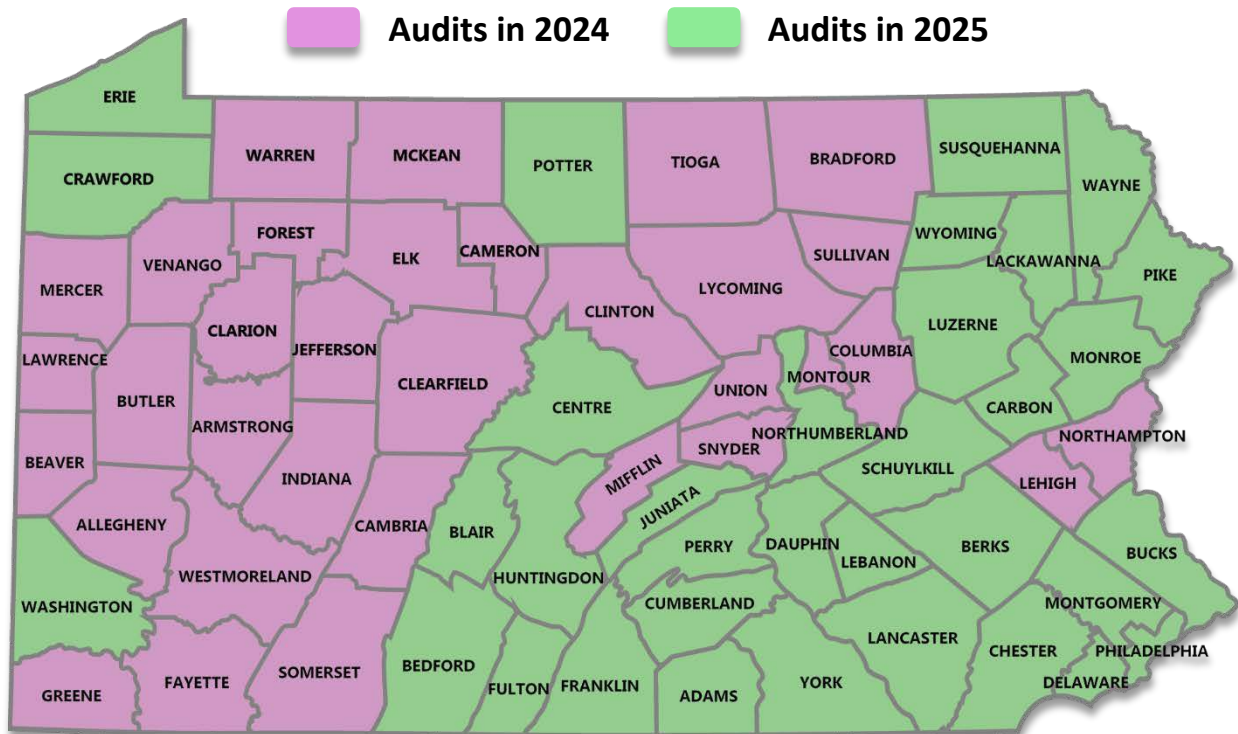 Audits in 2024
Audits in 2025
ERIE
WARREN
MCKEAN
POTTER
TIOGA
BRADFORD
SUSQUEHANNA
CRAWFORD
WAYNE
FOREST
WYOMING
VENANGO
ELK
CAMERON
SULLIVAN
LACKAWANNA
PIKE
MERCER
LYCOMING
CLINTON
CLARION
LUZERNE
JEFFERSON
COLUMBIA
MONROE
LAWRENCE
CLEARFIELD
MONTOUR
UNION
BUTLER
CENTRE
CARBON
ARMSTRONG
NORTHUMBERLAND
NORTHAMPTON
SNYDER
BEAVER
MIFFLIN
SCHUYLKILL
INDIANA
LEHIGH
JUNIATA
ALLEGHENY
CAMBRIA
BLAIR
PERRY
DAUPHIN
LEBANON
BERKS
BUCKS
WESTMORELAND
HUNTINGDON
WASHINGTON
CUMBERLAND
MONTGOMERY
LANCASTER
CHESTER
PHILADELPHIA
BEDFORD
SOMERSET
FAYETTE
GREENE
FULTON
FRANKLIN
ADAMS
YORK
DELAWARE